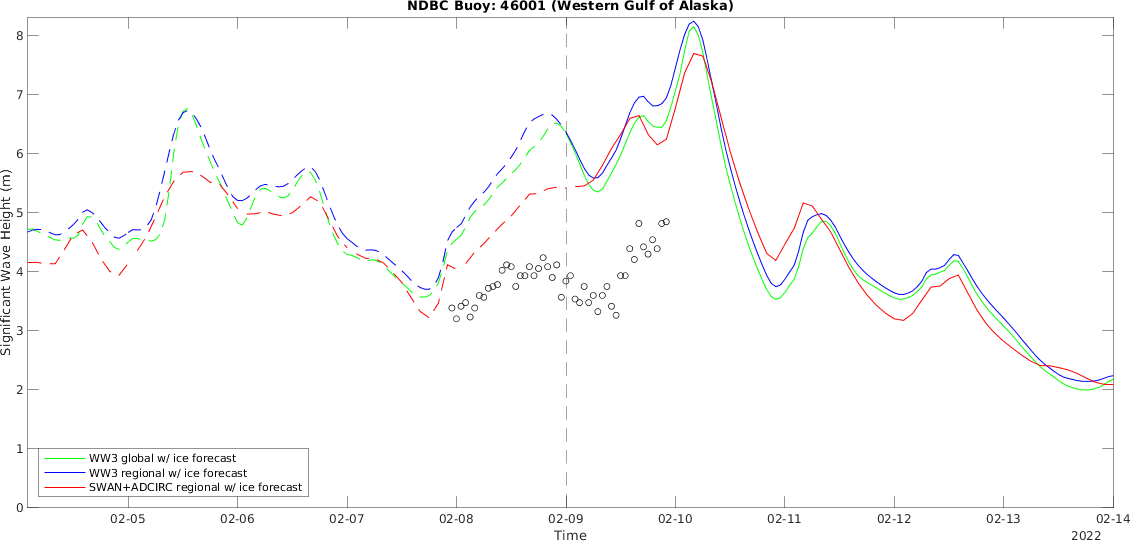 NDBC Buoy: 46001 (Western Gulf of Alaska)
Significant Wave Height (m)
8
7
6
5
4
3
2
1
0
WW3 global w/ ice forecast
WW3 regional w/ ice forecast
SWAN+ADCIRC regional w/ ice forecast
02-05 02-06 02-07 02-08 02-09 02-10 02-11 02-12 02-13 02-14
Time
2022